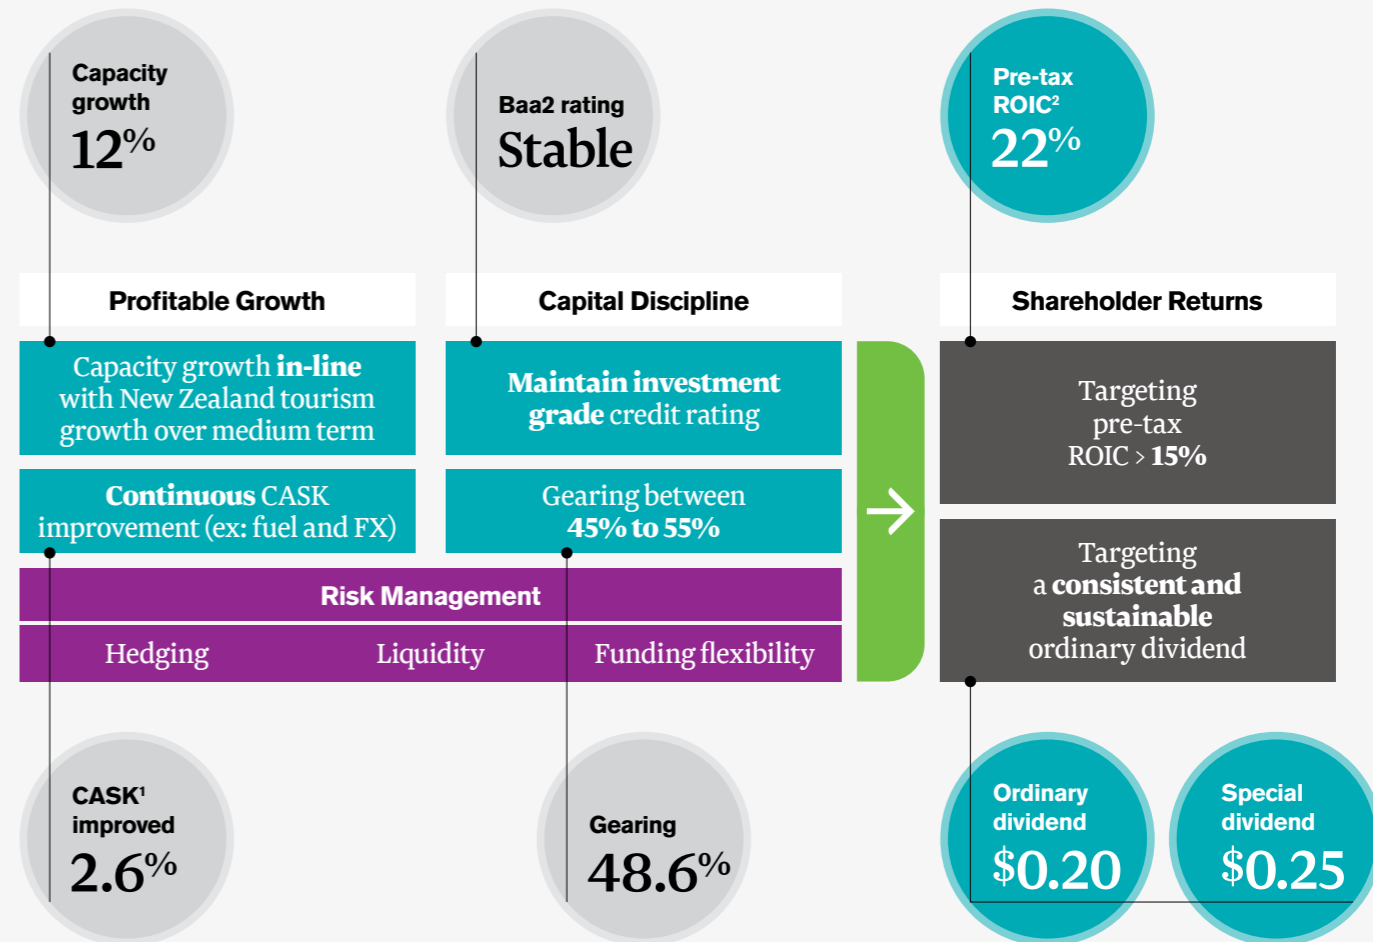 Capacity
growth
12%
Baa2 rating
Stable
Pre-tax
ROIC²
22%
Profitable Growth
Capital Discipline
Shareholder Returns
Capacity growth in-line
with New Zealand tourism
growth over medium term
Maintain investment
grade credit rating
Targeting
pre-tax
ROIC > 15%
Continuous CASK
improvement (ex: fuel and FX)
Gearing between
45% to 55%
Targeting
a consistent and
sustainable
ordinary dividend
Risk Management
Hedging
Liquidity
Funding flexibility
CASK¹
improved
2.6%
Gearing
48.6%
Ordinary
dividend
$0.20
Special
dividend
$0.25